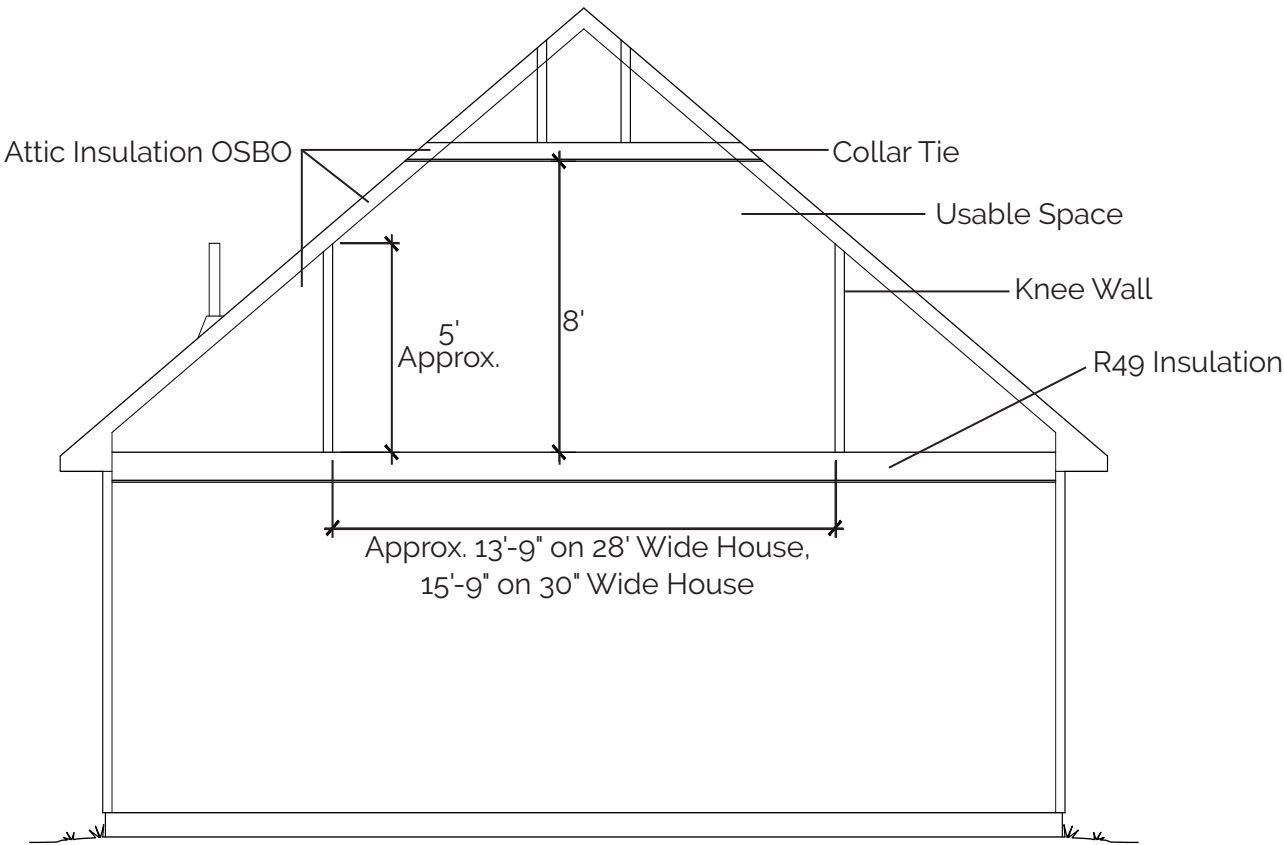 Attic Insulation OSBO
Collar Tie
Usable Space
Knee Wall
5'
Approx.
8'
R49 Insulation
Approx. 13'-9" on 28' Wide House,
15'-9" on 30" Wide House